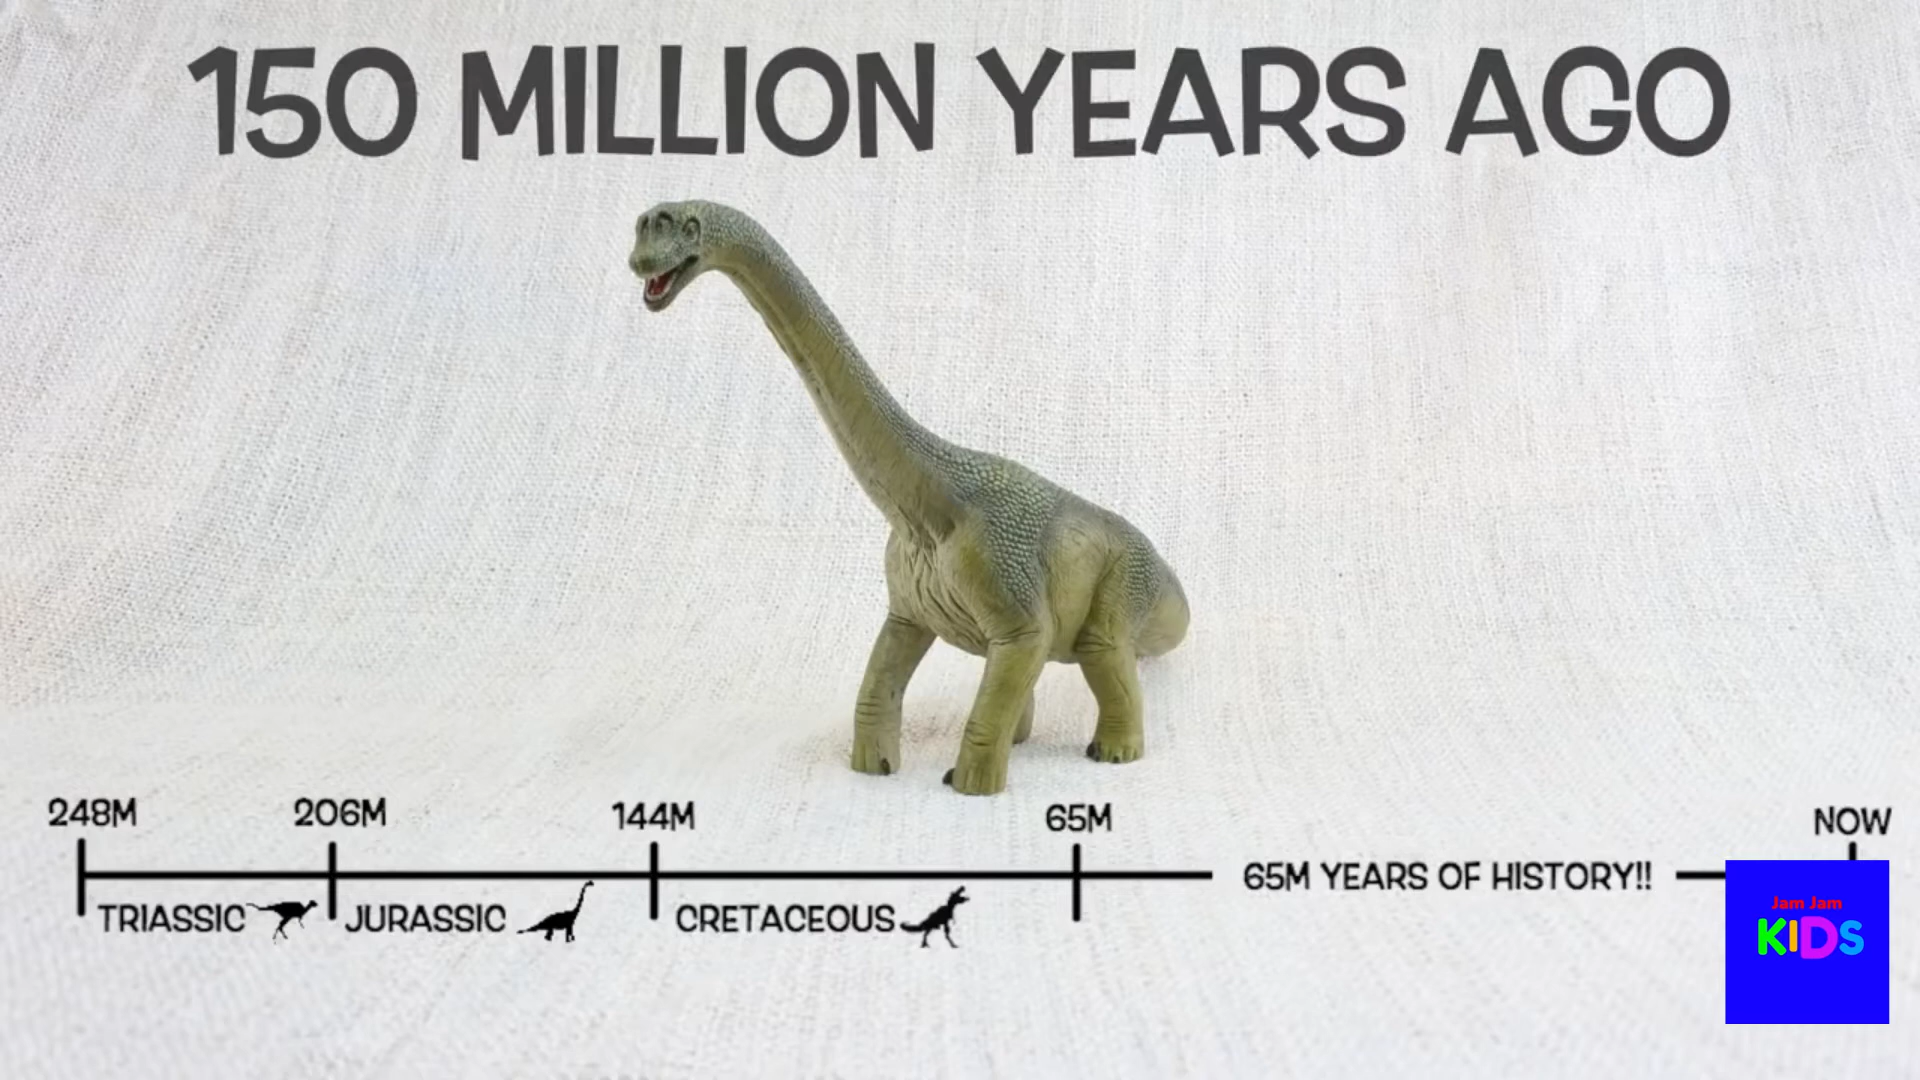 150 MILLION YEARS AGO
248M 206M 144M 65M NOW
65M YEARS OF HISTORY!!
TRIASSIC JURASSIC CRETACEOUS
Jam Jam
KIDS